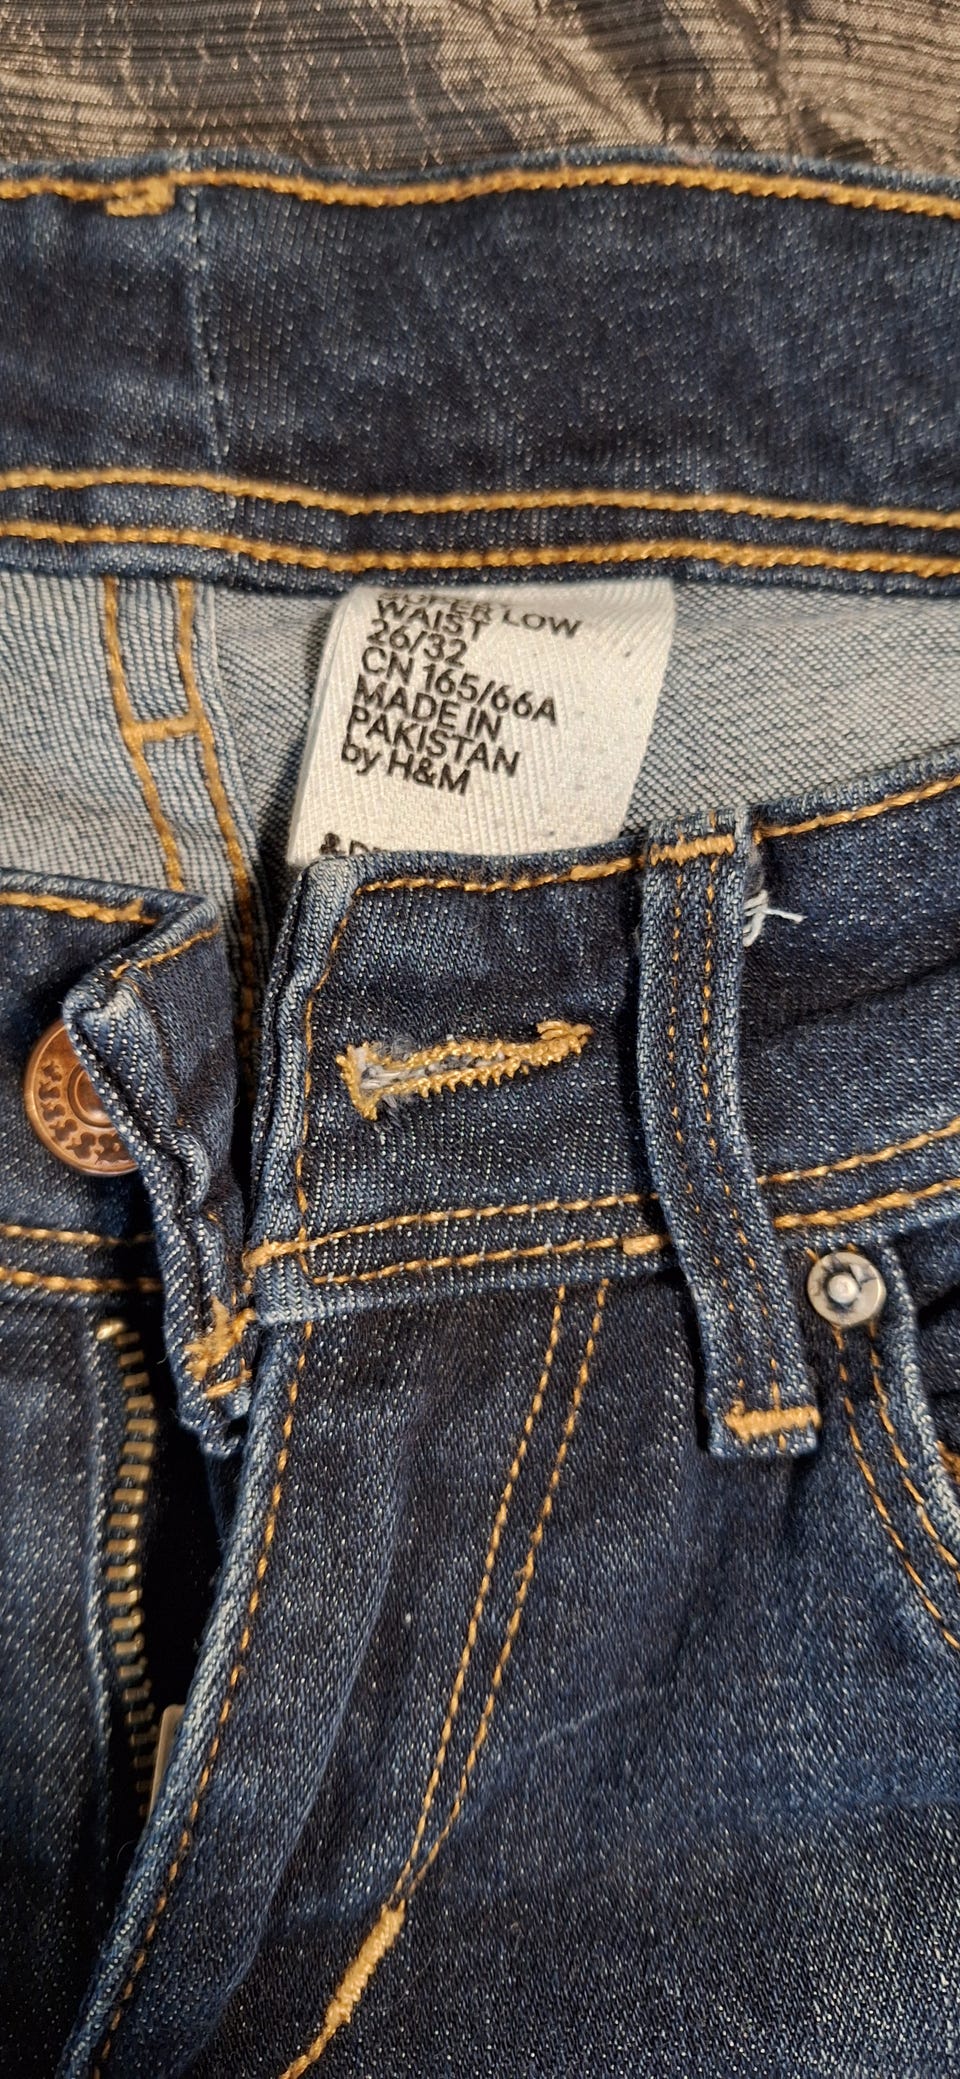 SUPER LOW
WAIST
26/32
CN 165/66A
MADE IN
PAKISTAN
by H&M